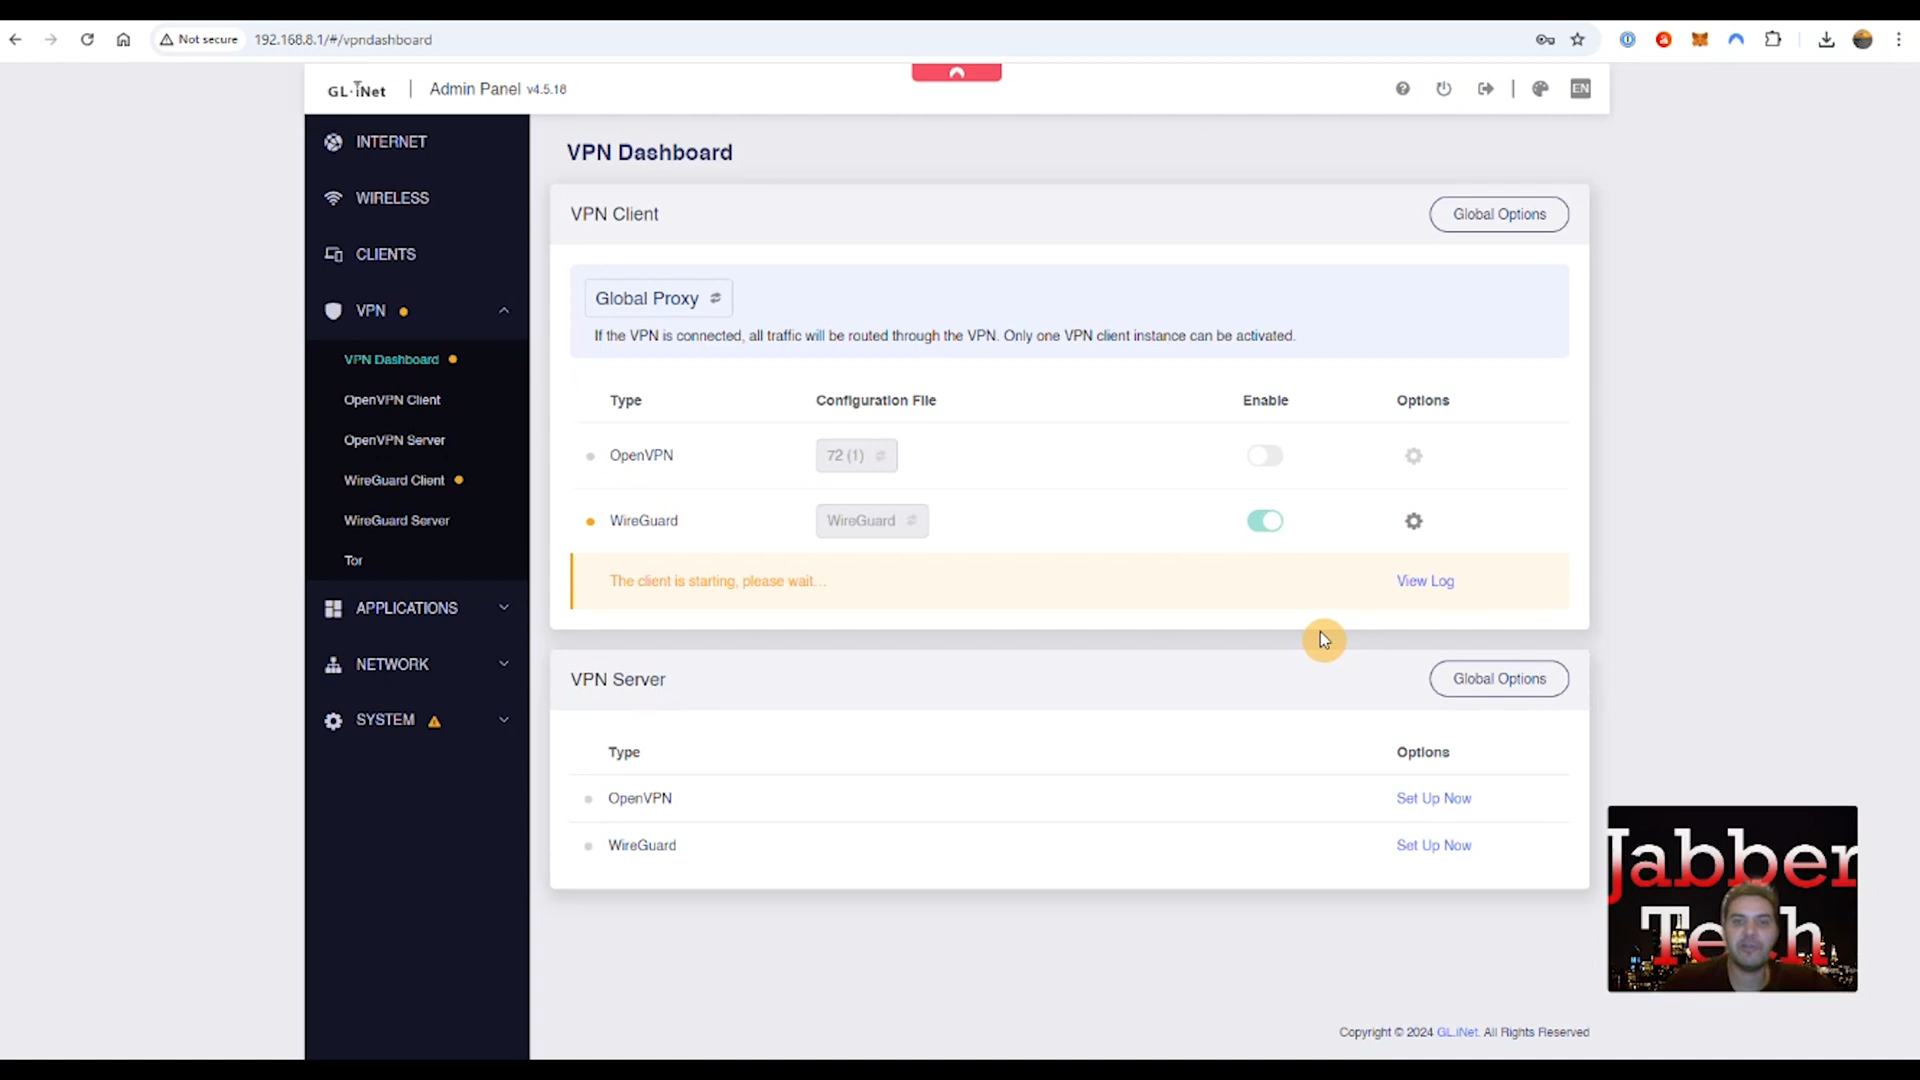 Not secure
192.168.8.1/#/vpndashboard
GL·iNet
Admin Panel v4.5.18
EN
INTERNET
WIRELESS
CLIENTS
VPN
VPN Dashboard
OpenVPN Client
OpenVPN Server
WireGuard Client
WireGuard Server
Tor
APPLICATIONS
NETWORK
SYSTEM
VPN Dashboard
VPN Client
Global Options
Global Proxy
If the VPN is connected, all traffic will be routed through the VPN. Only one VPN client instance can be activated.
Type Configuration File Enable Options
OpenVPN 72 (1)
WireGuard WireGuard
The client is starting, please wait... View Log
VPN Server
Global Options
Type Options
OpenVPN Set Up Now
WireGuard Set Up Now
Jabber
Tech
Copyright © 2024 GL.iNet. All Rights Reserved